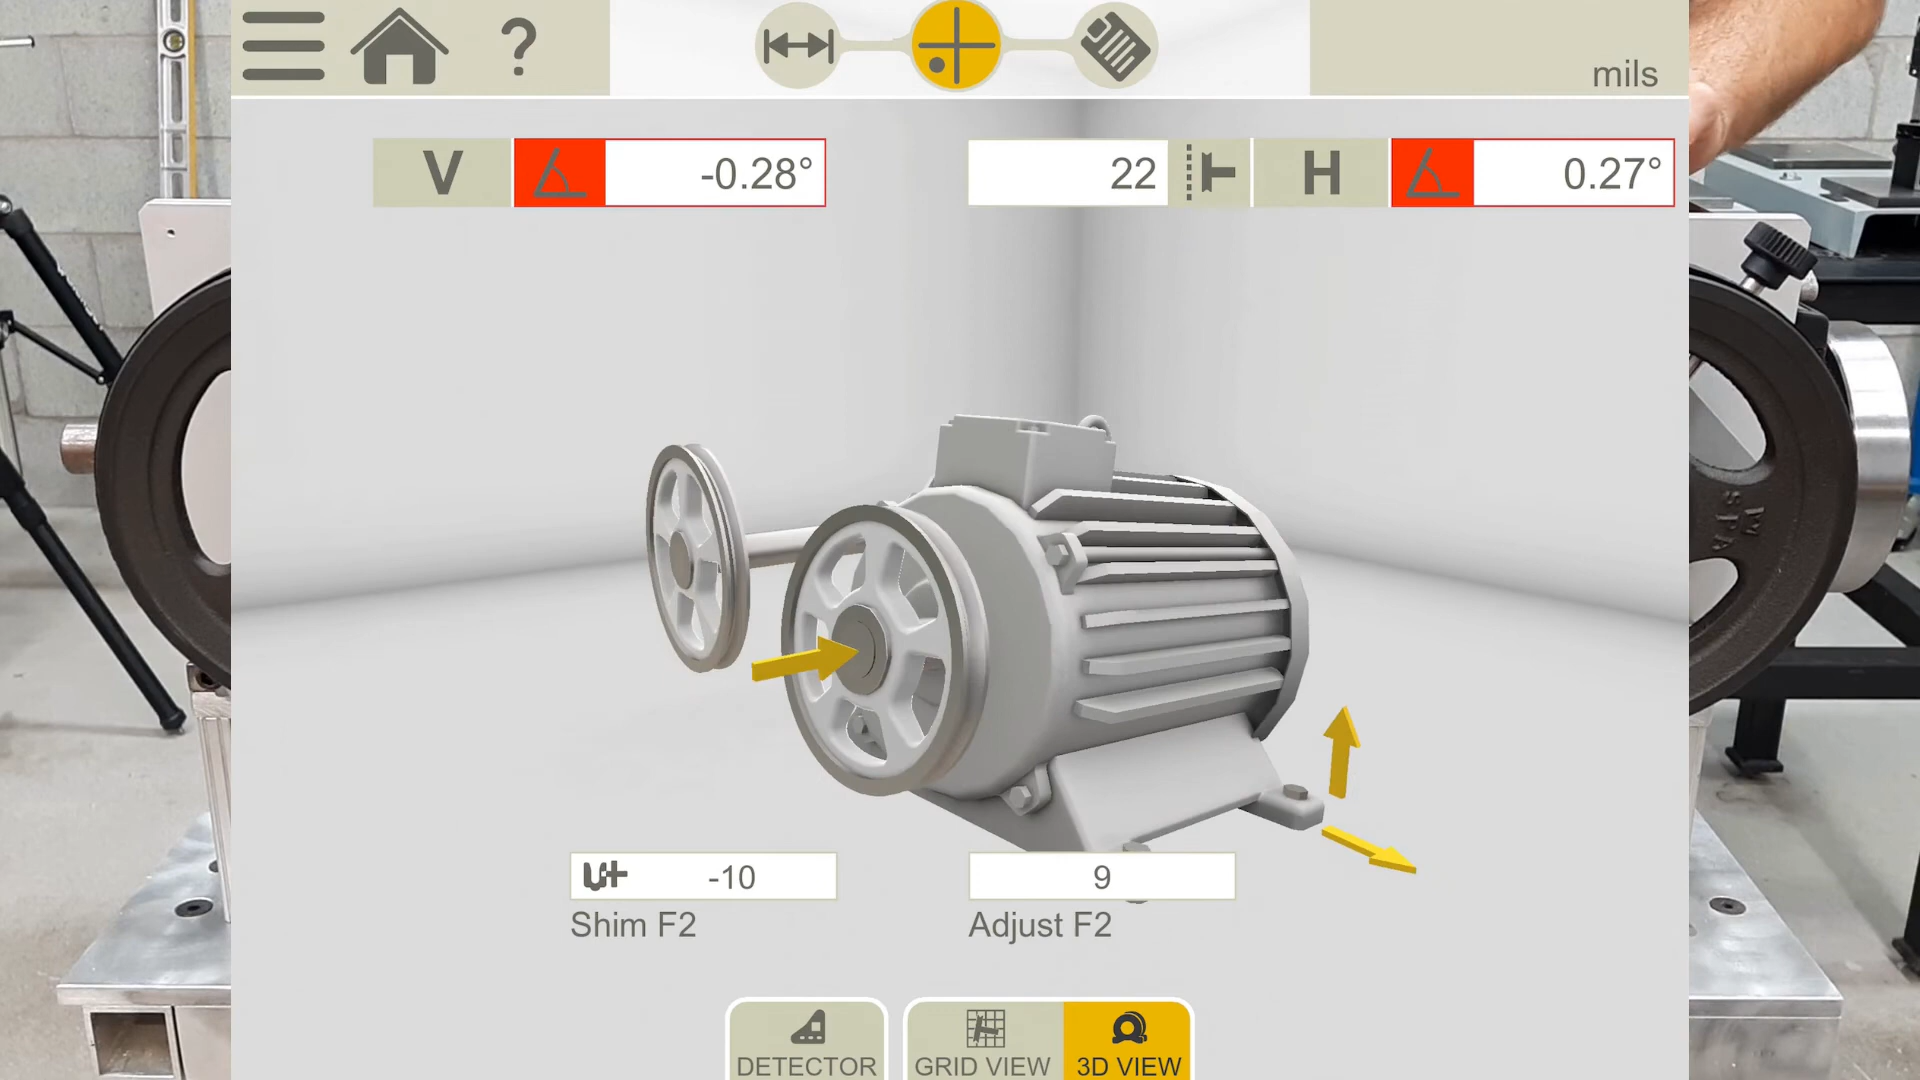 ?
mils
V -0.28° 22 H 0.27°
-10 9
Shim F2 Adjust F2
DETECTOR GRID VIEW 3D VIEW